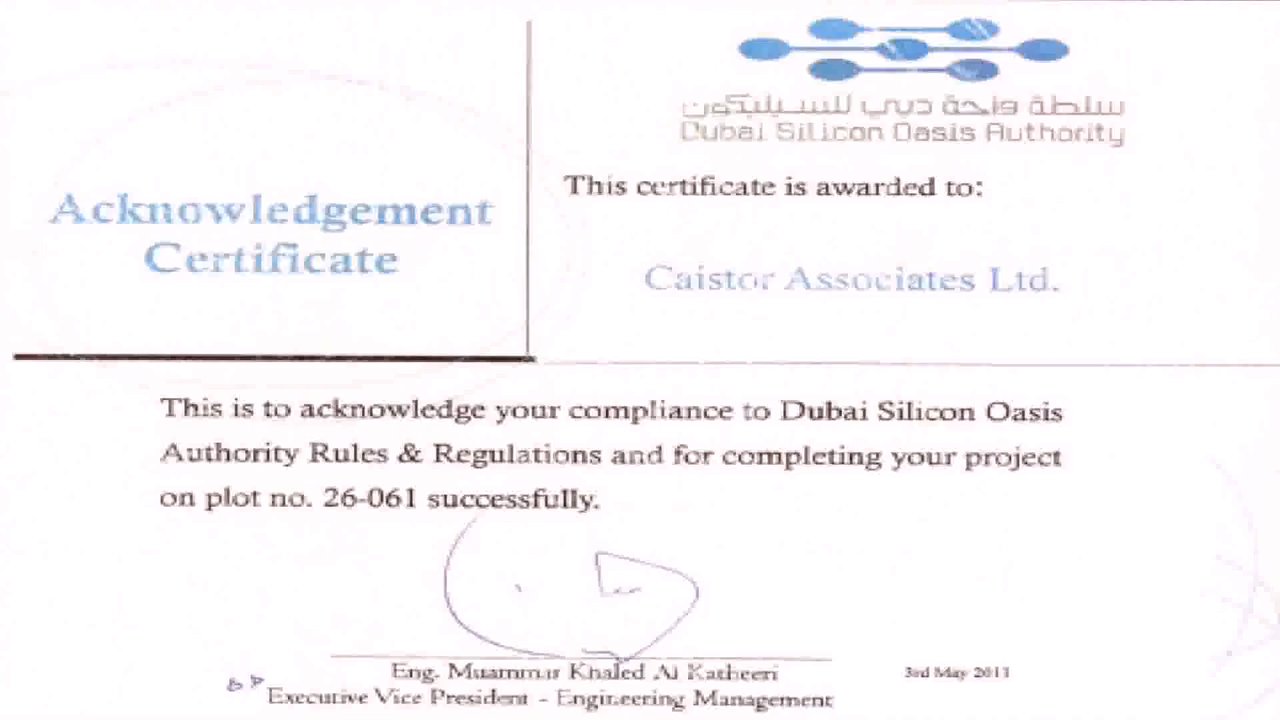 Acknowledgement
Certificate
سلطة واحة دبي للسيليكون
Dubai Silicon Oasis Authority
This certificate is awarded to:
Caistor Associates Ltd.
This is to acknowledge your compliance to Dubai Silicon Oasis
Authority Rules & Regulations and for completing your project
on plot no. 26-061 successfully.
Eng. Muammar Khaled Al Katheeri
3rd May 2011
Executive Vice President - Engineering Management